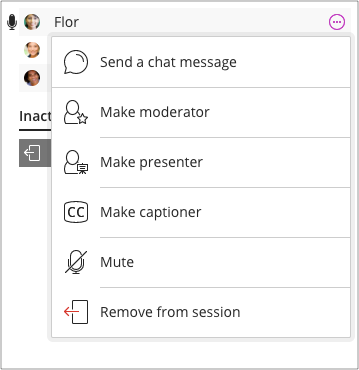 Flor
Send a chat message
Make moderator
Make presenter
Inact
CC Make captioner
Mute
Remove from session